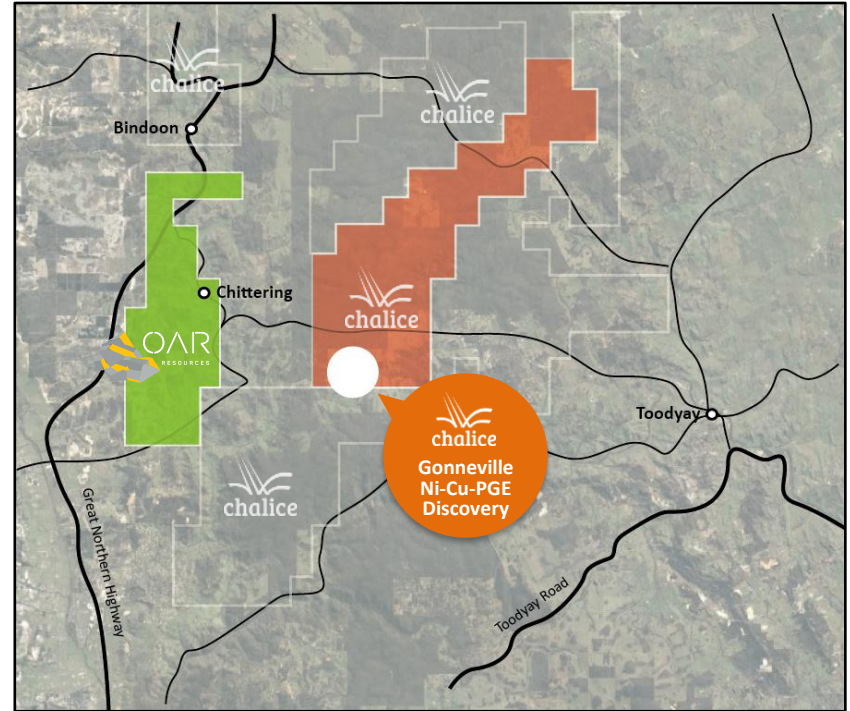 chalice
chalice
Bindoon
Chittering
chalice
OAR
RESOURCES
Toodyay
chalice
Gonneville
Ni-Cu-PGE
Discovery
chalice
Great Northern Highway
Toodyay Road